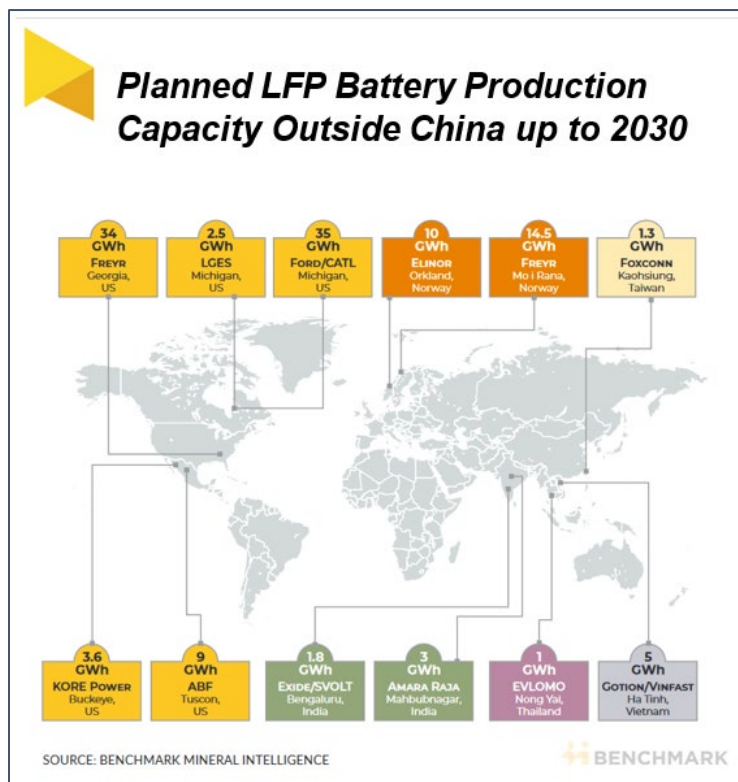 Planned LFP Battery Production
Capacity Outside China up to 2030
34
GWh
FREYR
Georgia,
US
2.5
GWh
LGES
Michigan,
US
35
GWh
FORD/CATL
Michigan,
US
10
GWh
ELINOR
Orkland,
Norway
14.5
GWh
FREYR
Mo i Rana,
Norway
1.3
GWh
FOXCONN
Kaohsiung,
Taiwan
3.6
GWh
KORE POWER
Buckeye,
US
9
GWh
ABF
Tuscon,
US
1.8
GWh
EXIDE/SVOLT
Bengaluru,
India
3
GWh
AMARA RAJA
Mahbubnagar,
India
1
GWh
EVLOMO
Nong Yai,
Thailand
5
GWh
GOTION/VINFAST
Ha Tinh,
Vietnam
SOURCE: BENCHMARK MINERAL INTELLIGENCE
BENCHMARK